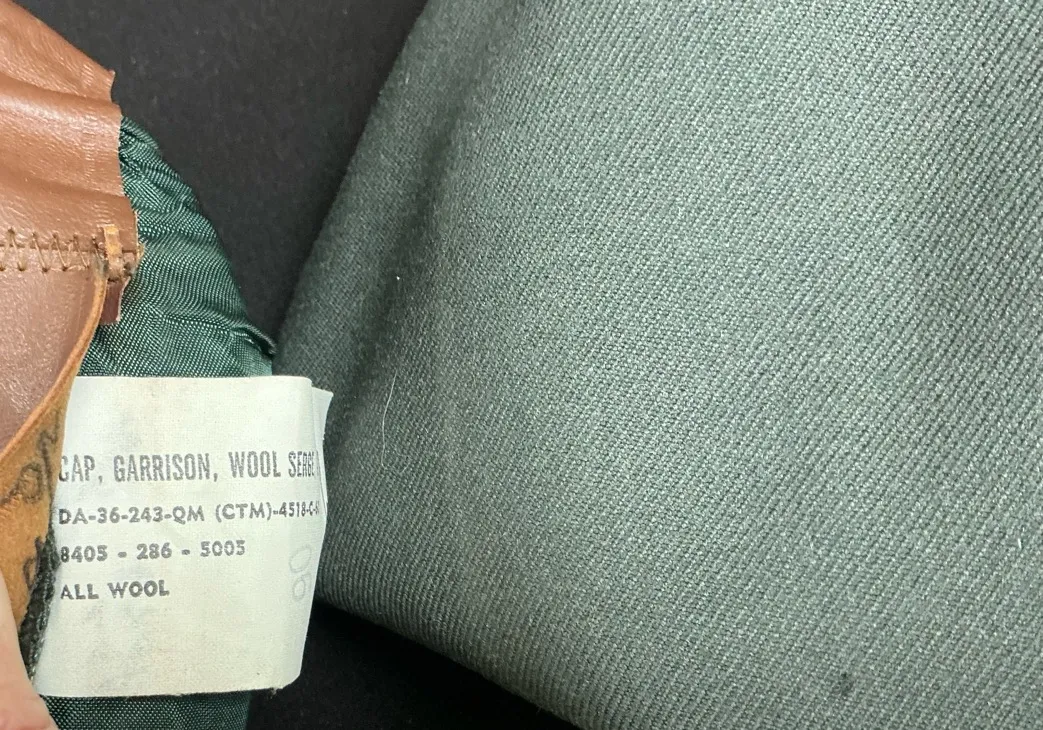 CAP, GARRISON, WOOL SERGE
DA-36-243-QM (CTM)-4518-C-
8405 - 286 - 5005
ALL WOOL